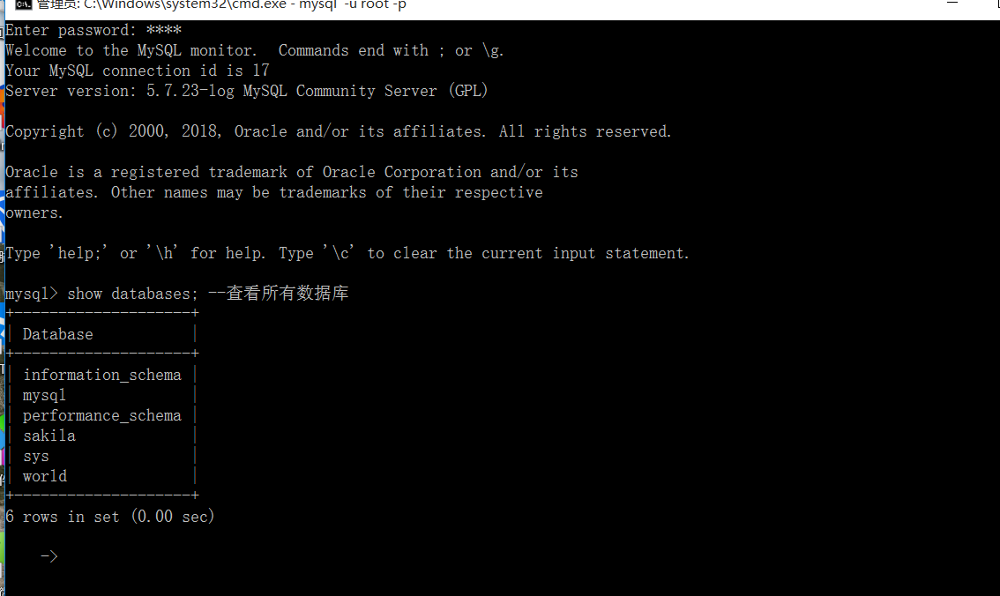 管理员: C:\Windows\system32\cmd.exe - mysql -u root -p
Enter password: ****
Welcome to the MySQL monitor.  Commands end with ; or \g.
Your MySQL connection id is 17
Server version: 5.7.23-log MySQL Community Server (GPL)
Copyright (c) 2000, 2018, Oracle and/or its affiliates. All rights reserved.
Oracle is a registered trademark of Oracle Corporation and/or its
affiliates. Other names may be trademarks of their respective
owners.
Type 'help;' or '\h' for help. Type '\c' to clear the current input statement.
mysql> show databases; --查看所有数据库
+--------------------+
| Database           |
+--------------------+
| information_schema |
| mysql              |
| performance_schema |
| sakila             |
| sys                |
| world              |
+--------------------+
6 rows in set (0.00 sec)
    ->